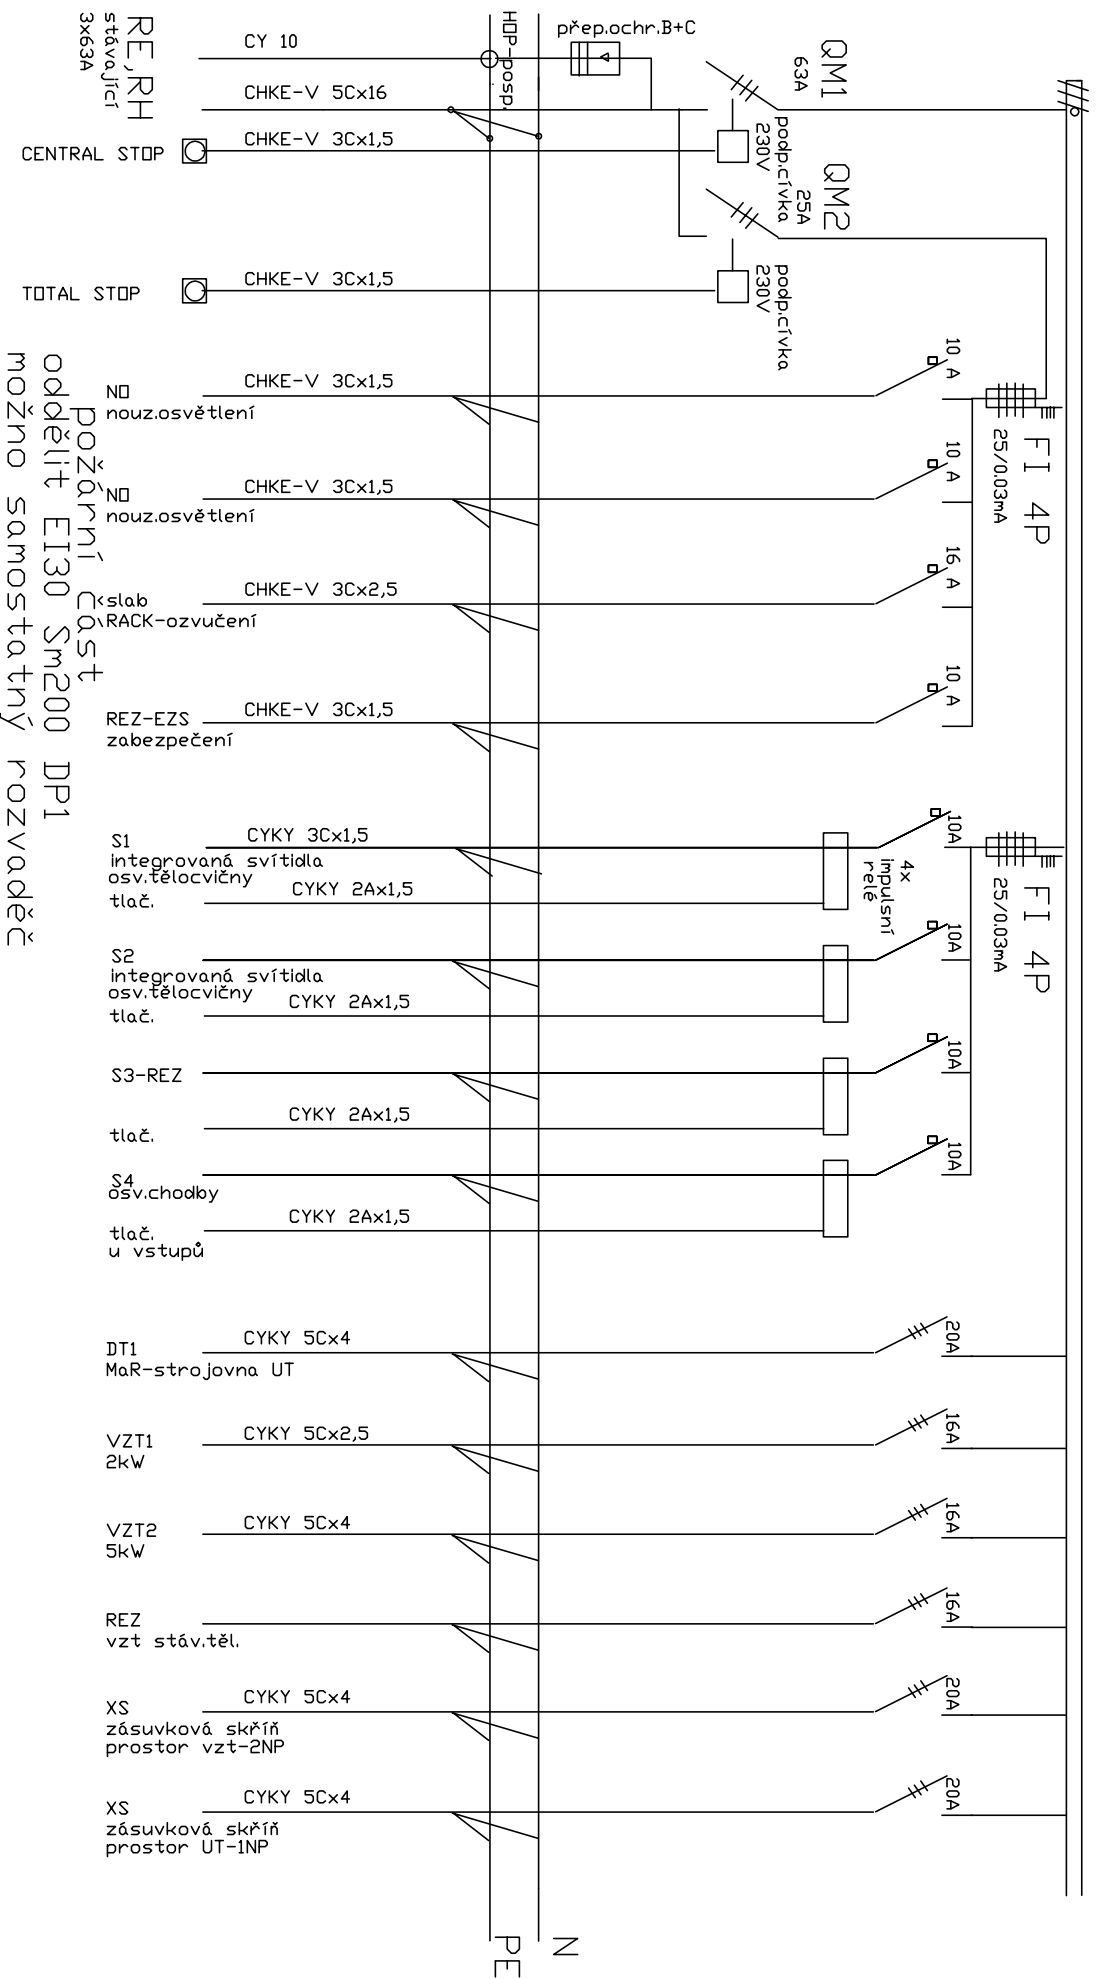 RE,RH
stávající
3x63A
CY 10
HOP-posp.
přep.ochr.B+C
QM1
63A
CHKE-V 5Cx16
CENTRAL STOP
CHKE-V 3Cx1,5
podp.cívka
230V
QM2
25A
TOTAL STOP
CHKE-V 3Cx1,5
podp.cívka
230V
požární část
oddělit EI30 Sm200 DP1
možno samostatný rozvaděč
NO
nouz.osvětlení
CHKE-V 3Cx1,5
10 A
FI 4P
25/0.03mA
NO
nouz.osvětlení
CHKE-V 3Cx1,5
10 A
slab
RACK-ozvučení
CHKE-V 3Cx2,5
16 A
REZ-EZS
zabezpečení
CHKE-V 3Cx1,5
10 A
S1
integrovaná svítidla
osv.tělocvičny
tlač.
CYKY 3Cx1,5
CYKY 2Ax1,5
4x
impulsní
relé
10A
FI 4P
25/0.03mA
S2
integrovaná svítidla
osv.tělocvičny
tlač.
CYKY 2Ax1,5
10A
S3-REZ
tlač.
CYKY 2Ax1,5
10A
S4
osv.chodby
tlač.
u vstupů
CYKY 2Ax1,5
10A
DT1
MaR-strojovna UT
CYKY 5Cx4
20A
VZT1
2kW
CYKY 5Cx2,5
16A
VZT2
5kW
CYKY 5Cx4
16A
REZ
vzt stáv.těl.
16A
XS
zásuvková skříň
prostor vzt-2NP
CYKY 5Cx4
20A
XS
zásuvková skříň
prostor UT-1NP
CYKY 5Cx4
20A
N
PE